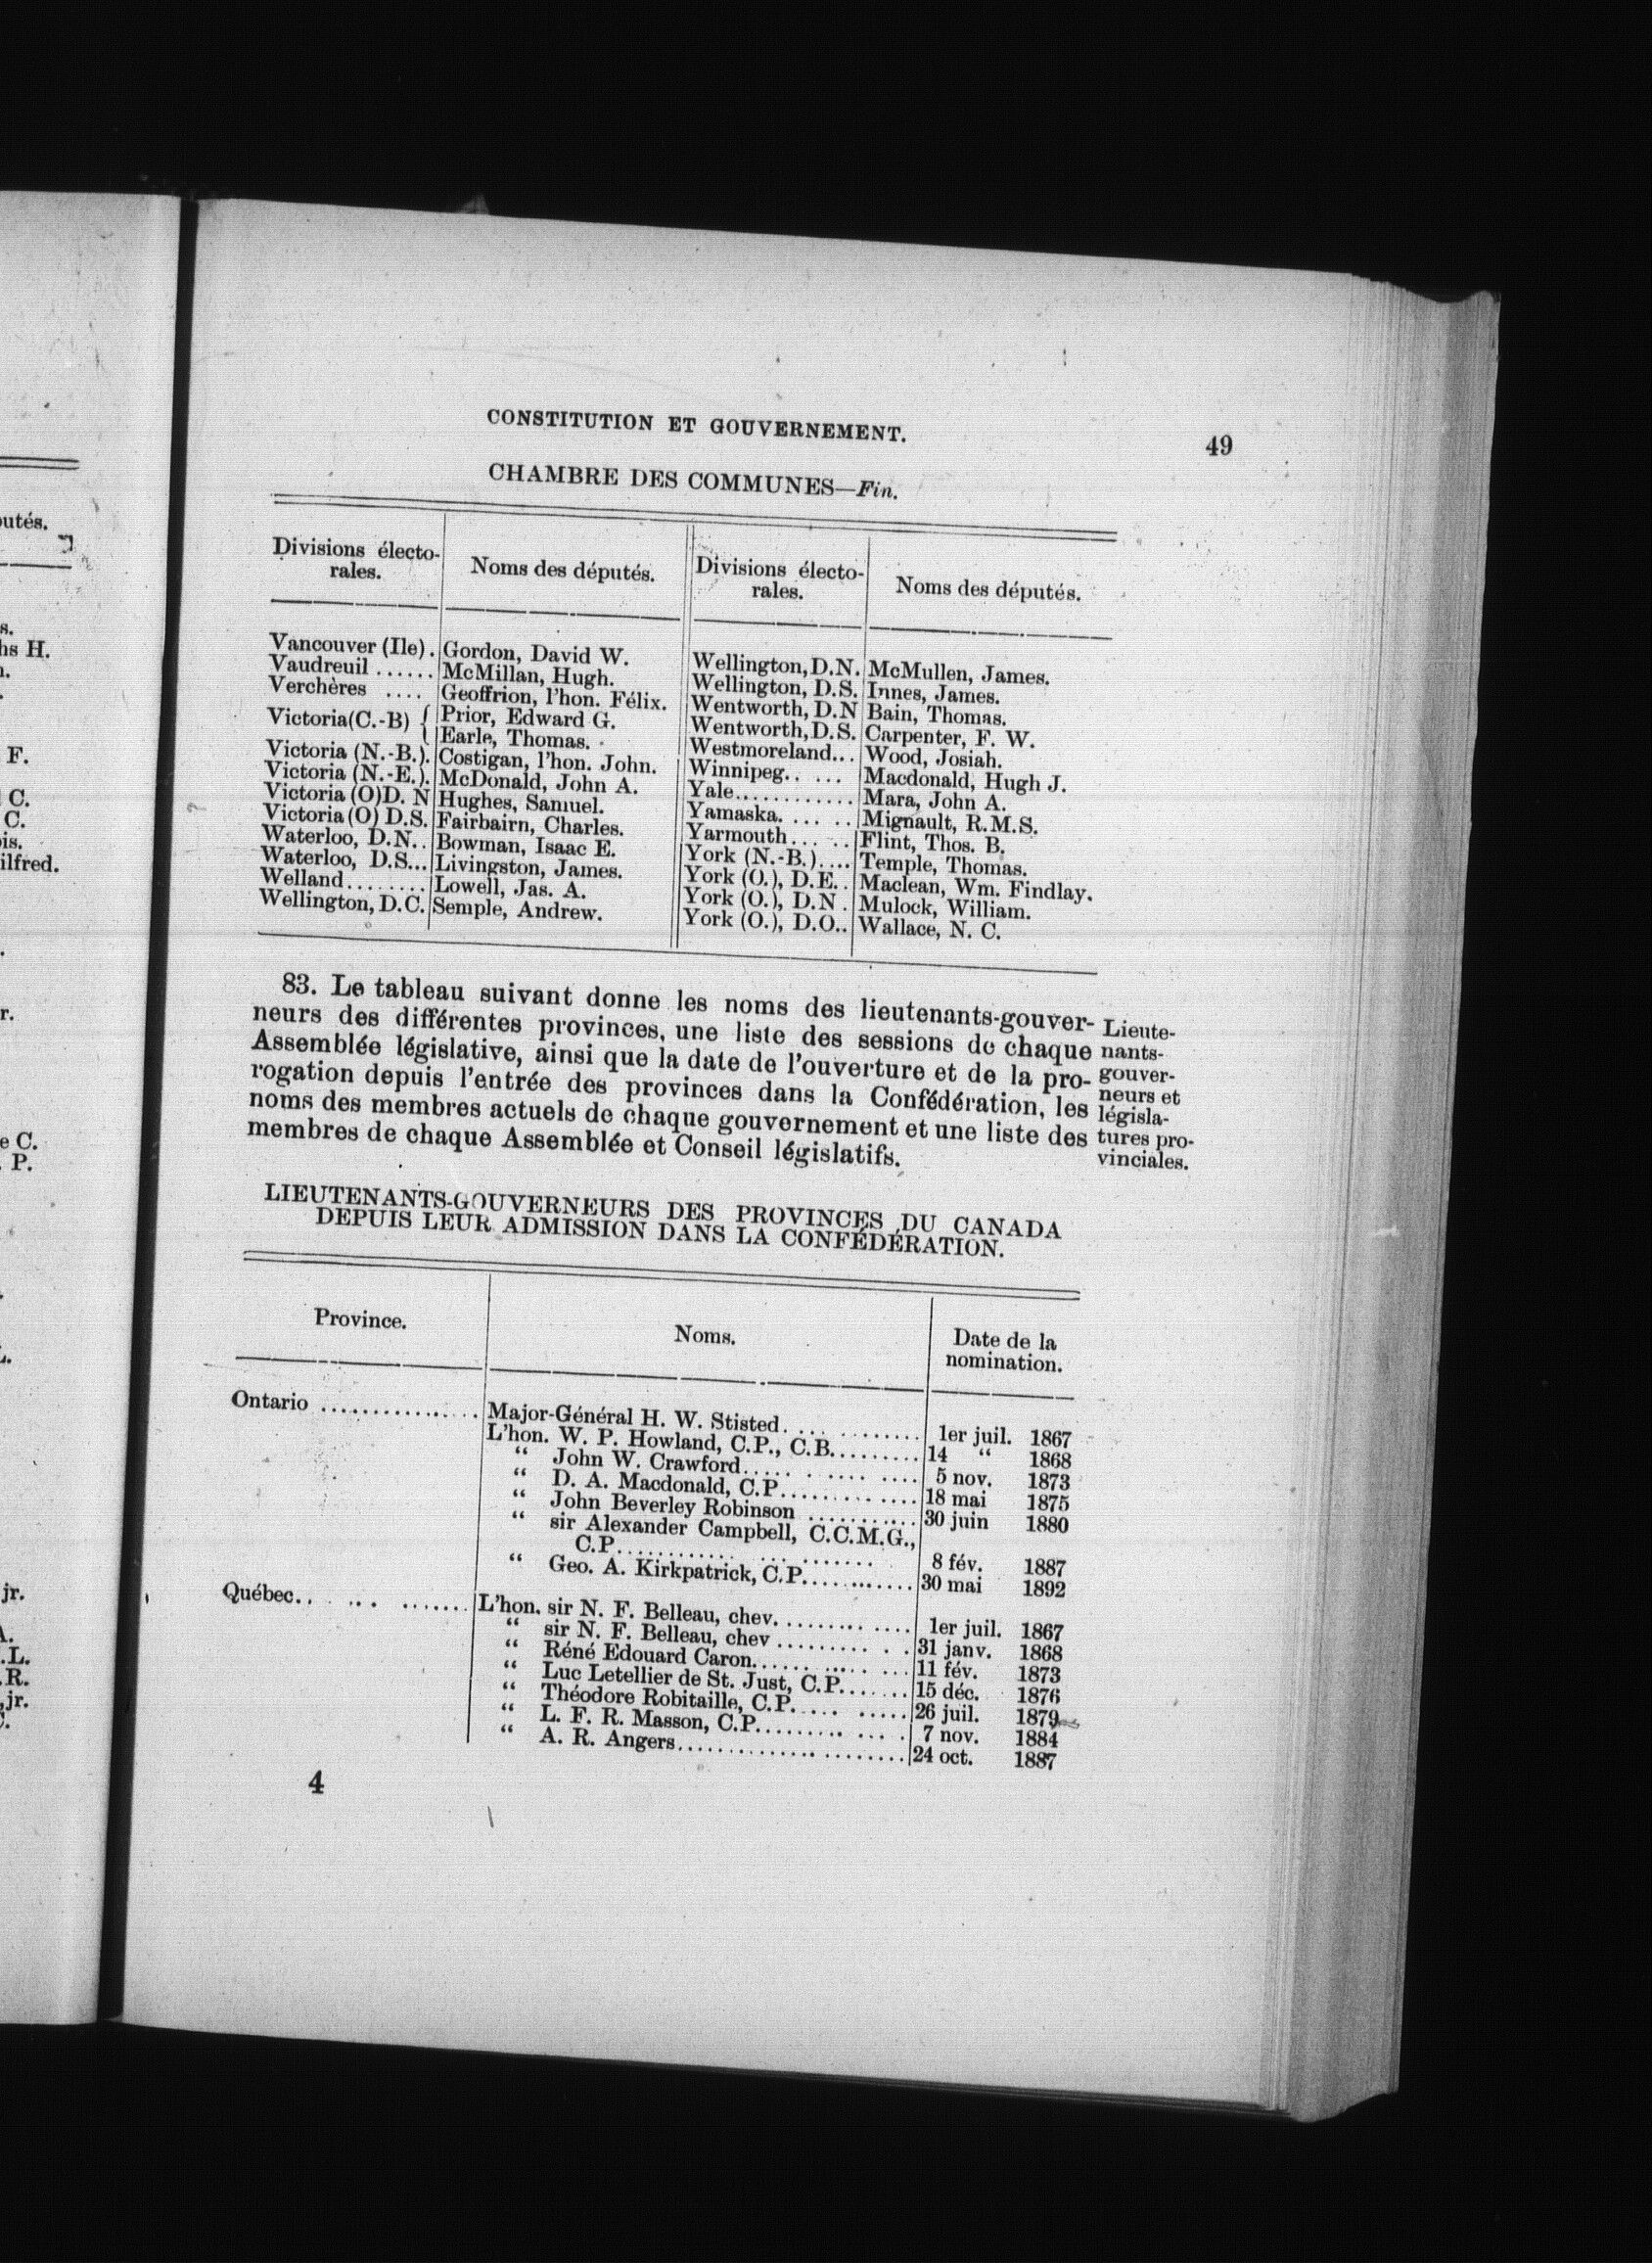 CONSTITUTION ET GOUVERNEMENT. 49
CHAMBRE DES COMMUNES—Fin.
Divisions électo-
rales.
Noms des députés.
Divisions électo-
rales.
Noms des députés.
Vancouver (Ile). Gordon, David W.
Vaudreuil ...... McMillan, Hugh.
Verchères .... Geoffrion, l'hon. Félix.
Victoria(C.-B) { Prior, Edward G.
Earle, Thomas.
Victoria (N.-B.). Costigan, l'hon. John.
Victoria (N.-E.). McDonald, John A.
Victoria (O)D. N Hughes, Samuel.
Victoria (O) D.S. Fairbairn, Charles.
Waterloo, D.N.. Bowman, Isaac E.
Waterloo, D.S... Livingston, James.
Welland........ Lowell, Jas. A.
Wellington, D.C. Semple, Andrew.
Wellington, D.N. McMullen, James.
Wellington, D.S. Innes, James.
Wentworth, D.N Bain, Thomas.
Wentworth, D.S. Carpenter, F. W.
Westmoreland... Wood, Josiah.
Winnipeg.. ... Macdonald, Hugh J.
Yale............ Mara, John A.
Yamaska. ... .. Mignault, R.M.S.
Yarmouth... .. Flint, Thos. B.
York (N.-B.).... Temple, Thomas.
York (O.), D.E.. Maclean, Wm. Findlay.
York (O.), D.N . Mulock, William.
York (O.), D.O.. Wallace, N. C.
83. Le tableau suivant donne les noms des lieutenants-gouver-
neurs des différentes provinces, une liste des sessions de chaque
Assemblée législative, ainsi que la date de l'ouverture et de la pro-
rogation depuis l'entrée des provinces dans la Confédération, les
noms des membres actuels de chaque gouvernement et une liste des
membres de chaque Assemblée et Conseil législatifs.
Lieute-
nants-
gouver-
neurs et
législa-
tures pro-
vinciales.
LIEUTENANTS-GOUVERNEURS DES PROVINCES DU CANADA
DEPUIS LEUR ADMISSION DANS LA CONFÉDÉRATION.
Province.
Noms.
Date de la
nomination.
Ontario ............... Major-Général H. W. Stisted. ... ......... 1er juil. 1867
L'hon. W. P. Howland, C.P., C.B......... 14 “ 1868
“ John W. Crawford..... . .... .... 5 nov. 1873
“ D. A. Macdonald, C.P............. 18 mai 1875
“ John Beverley Robinson ........... 30 juin 1880
“ sir Alexander Campbell, C.C.M.G.,
C.P............ ... ....... 8 fév. 1887
“ Geo. A. Kirkpatrick, C.P........... 30 mai 1892
Québec.. . ... ....... L'hon. sir N. F. Belleau, chev. ......... .... 1er juil. 1867
“ sir N. F. Belleau, chev ......... . . 31 janv. 1868
“ Réné Edouard Caron...... ..... ... 11 fév. 1873
“ Luc Letellier de St. Just, C.P....... 15 déc. 1876
“ Théodore Robitaille, C.P..... ..... 26 juil. 1879
“ L. F. R. Masson, C.P......... .... . 7 nov. 1884
“ A. R. Angers....................... 24 oct. 1887
4
utés.
hs H.
F.
C.
C.
ilfred.
r.
C.
P.
jr.
A.
L.
R.
jr.